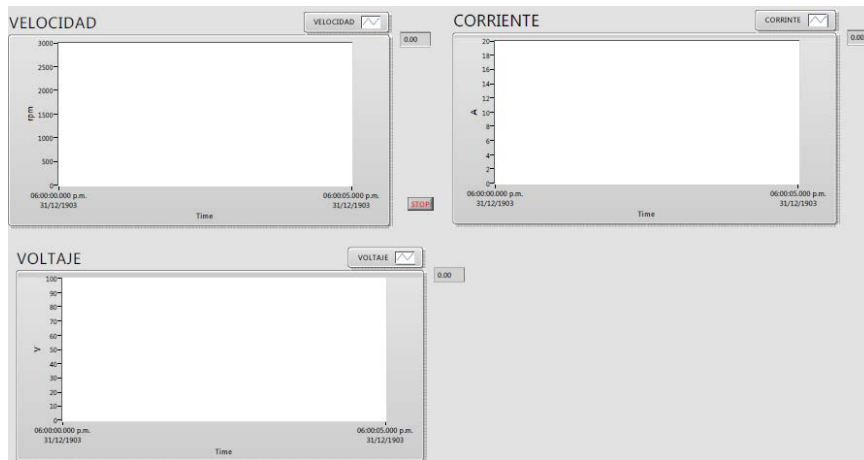 VELOCIDAD
VELOCIDAD
0.00
3000
2500
2000
1500
1000
500
0
rpm
06:00:00.000 p.m.
31/12/1903
06:00:05.000 p.m.
31/12/1903
Time
STOP
CORRIENTE
CORRINTE
0.00
20
18
16
14
12
10
8
6
4
2
0
A
06:00:00.000 p.m.
31/12/1903
06:00:05.000 p.m.
31/12/1903
Time
VOLTAJE
VOLTAJE
0.00
100
90
80
70
60
50
40
30
20
10
0
V
06:00:00.000 p.m.
31/12/1903
06:00:05.000 p.m.
31/12/1903
Time